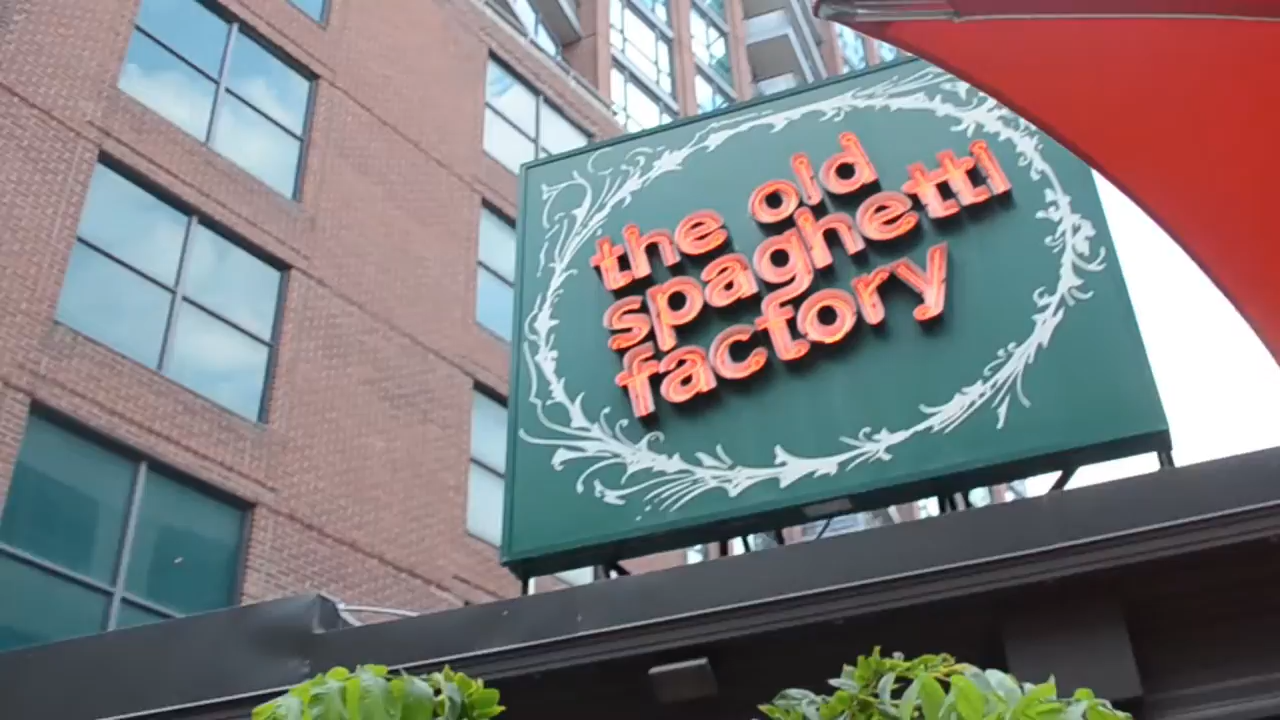 the old
spaghetti
factory